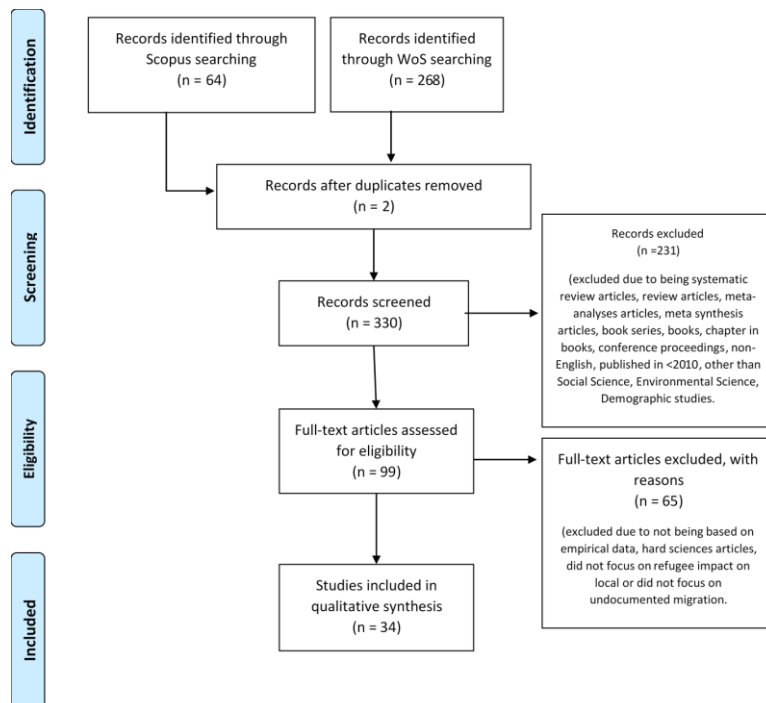 Identification
Records identified through
Scopus searching
(n = 64)
Records identified
through WoS searching
(n = 268)
Records after duplicates removed
(n = 2)
Screening
Records screened
(n = 330)
Records excluded
(n =231)
(excluded due to being systematic
review articles, review articles, meta-
analyses articles, meta synthesis
articles, book series, books, chapter in
books, conference proceedings, non-
English, published in <2010, other than
Social Science, Environmental Science,
Demographic studies.
Eligibility
Full-text articles assessed
for eligibility
(n = 99)
Full-text articles excluded, with
reasons
(n = 65)
(excluded due to not being based on
empirical data, hard sciences articles,
did not focus on refugee impact on
local or did not focus on
undocumented migration.
Included
Studies included in
qualitative synthesis
(n = 34)